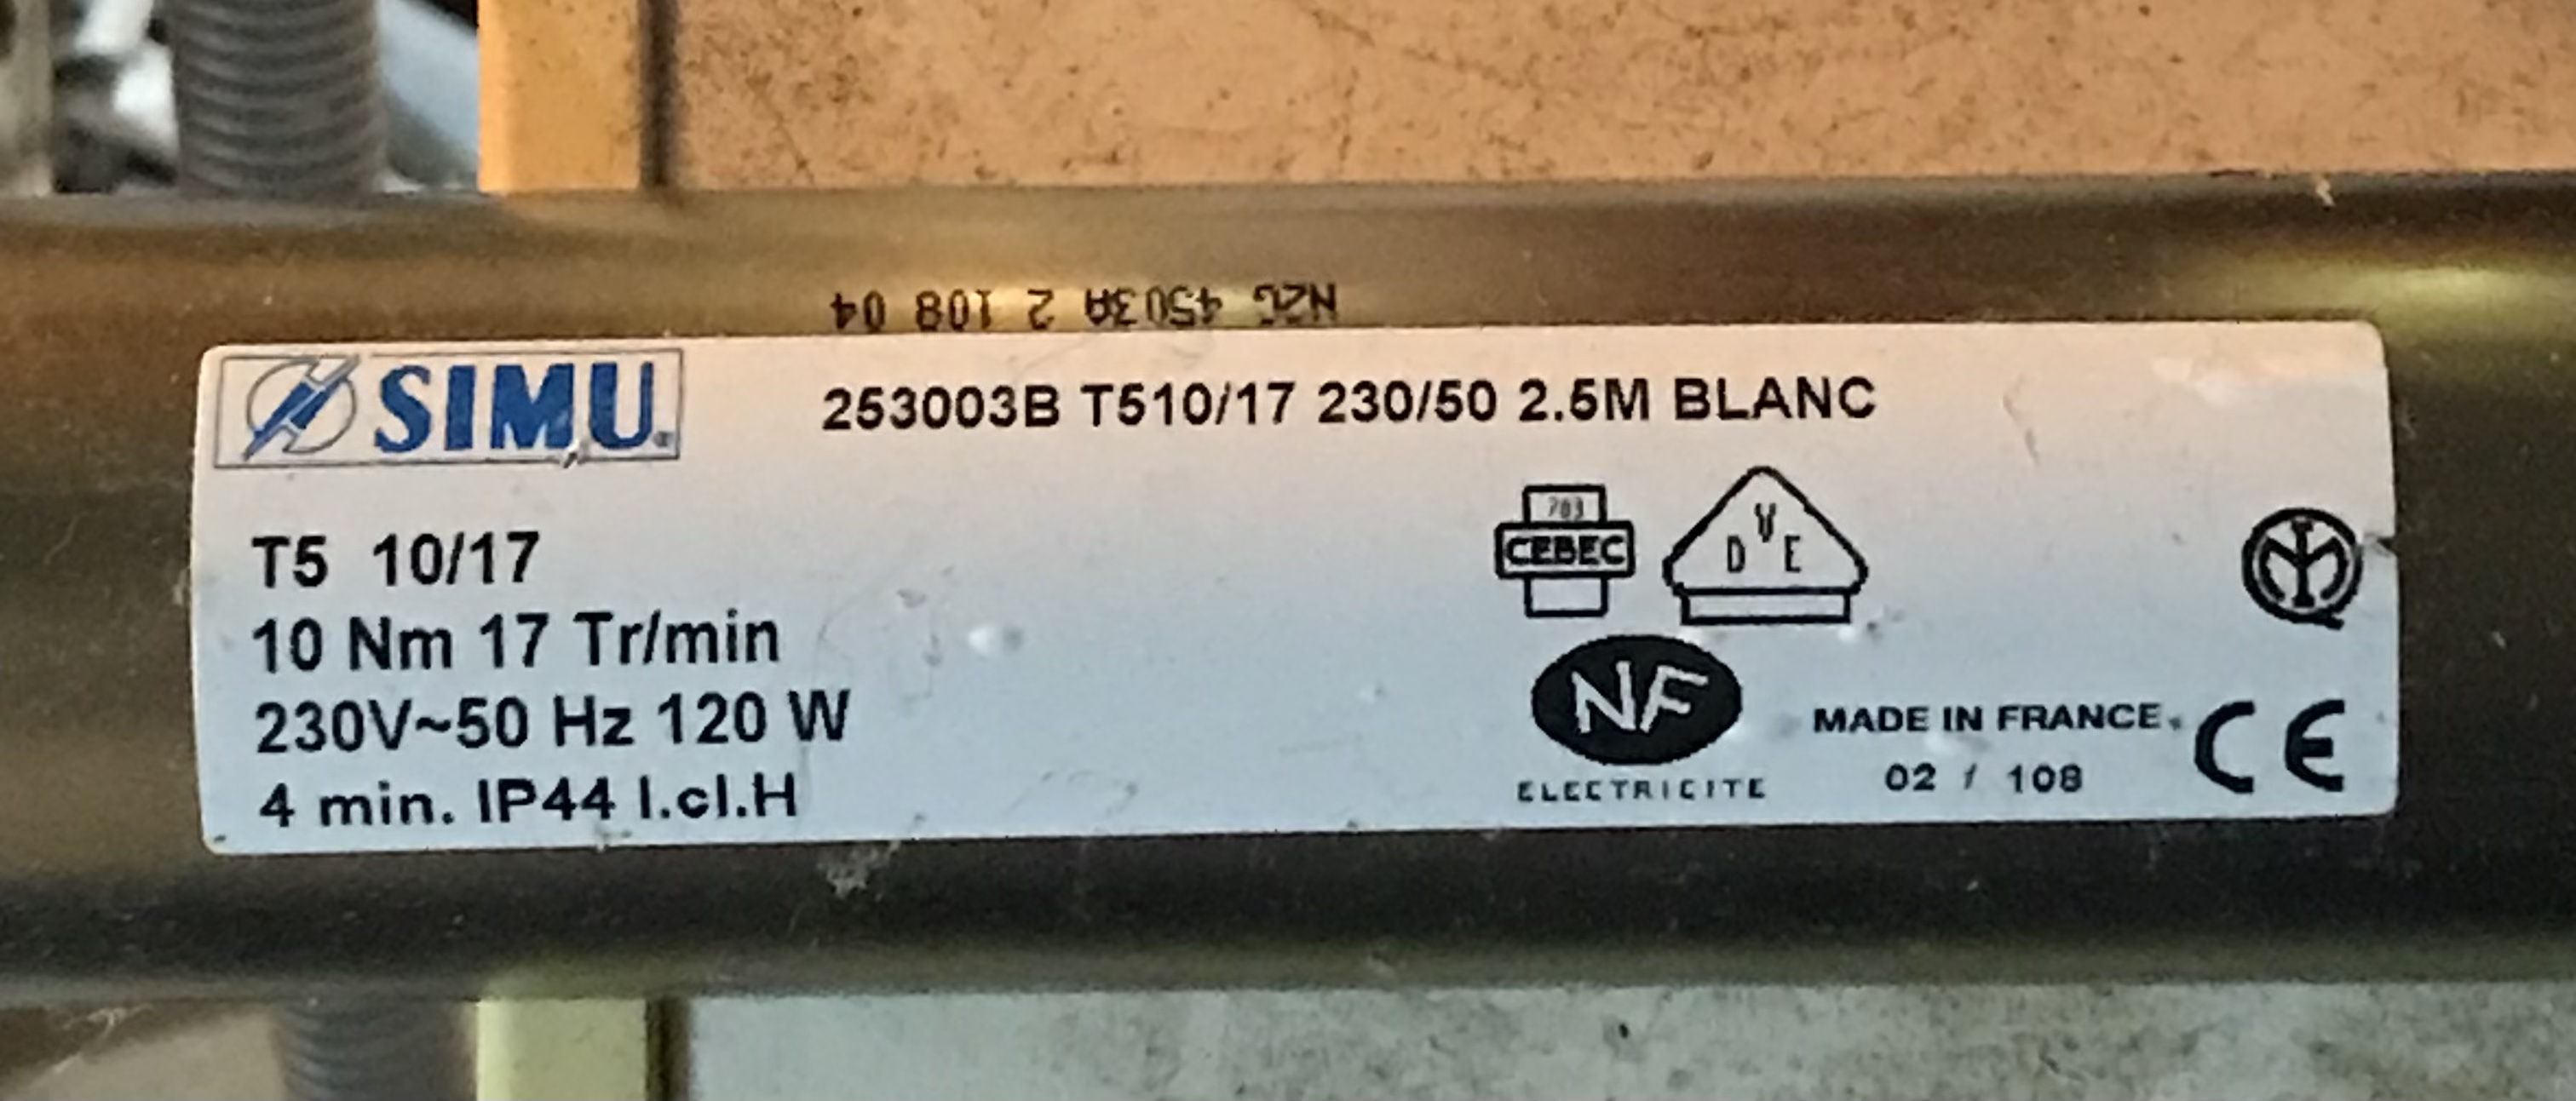 N2C 4503A 2 108 04
SIMU
253003B T510/17 230/50 2.5M BLANC
T5 10/17
10 Nm 17 Tr/min
230V~50 Hz 120 W
4 min. IP44 I.cl.H
703
CEBEC
D V E
NF
ELECTRICITE
MADE IN FRANCE
02 / 108
CE